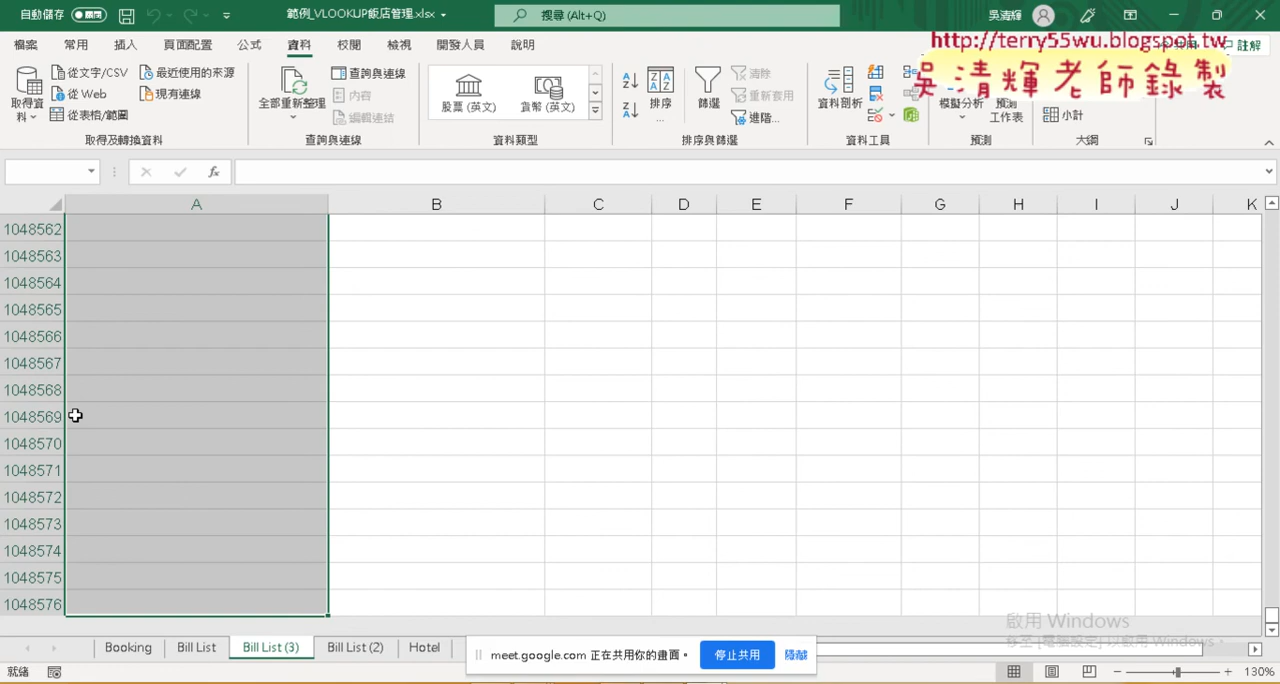 自動儲存
範例_VLOOKUP飯店管理.xlsx
搜尋 (Alt+Q)
吳清輝
http://terry55wu.blogspot.tw
吳清輝老師錄製
檔案 常用 插入 頁面配置 公式 資料 校閱 檢視 開發人員 說明
註解
取得資料
從文字/CSV
從 Web
從表格/範圍
最近使用的來源
現有連線
取得及轉換資料
全部重新整理
查詢與連線
內容
編輯連結
查詢與連線
股票 (英文)
貨幣 (英文)
資料類型
排序...
篩選
清除
重新套用
進階...
排序與篩選
資料剖析
資料工具
模擬分析
預測工作表
預測
小計
大綱
fx
A B C D E F G H I J K
1048562
1048563
1048564
1048565
1048566
1048567
1048568
1048569
1048570
1048571
1048572
1048573
1048574
1048575
1048576
啟用 Windows
移至 [電腦設定] 以啟用 Windows。
Booking Bill List Bill List (3) Bill List (2) Hotel
meet.google.com 正在共用你的畫面。 停止共用 隱藏
就緒
130%